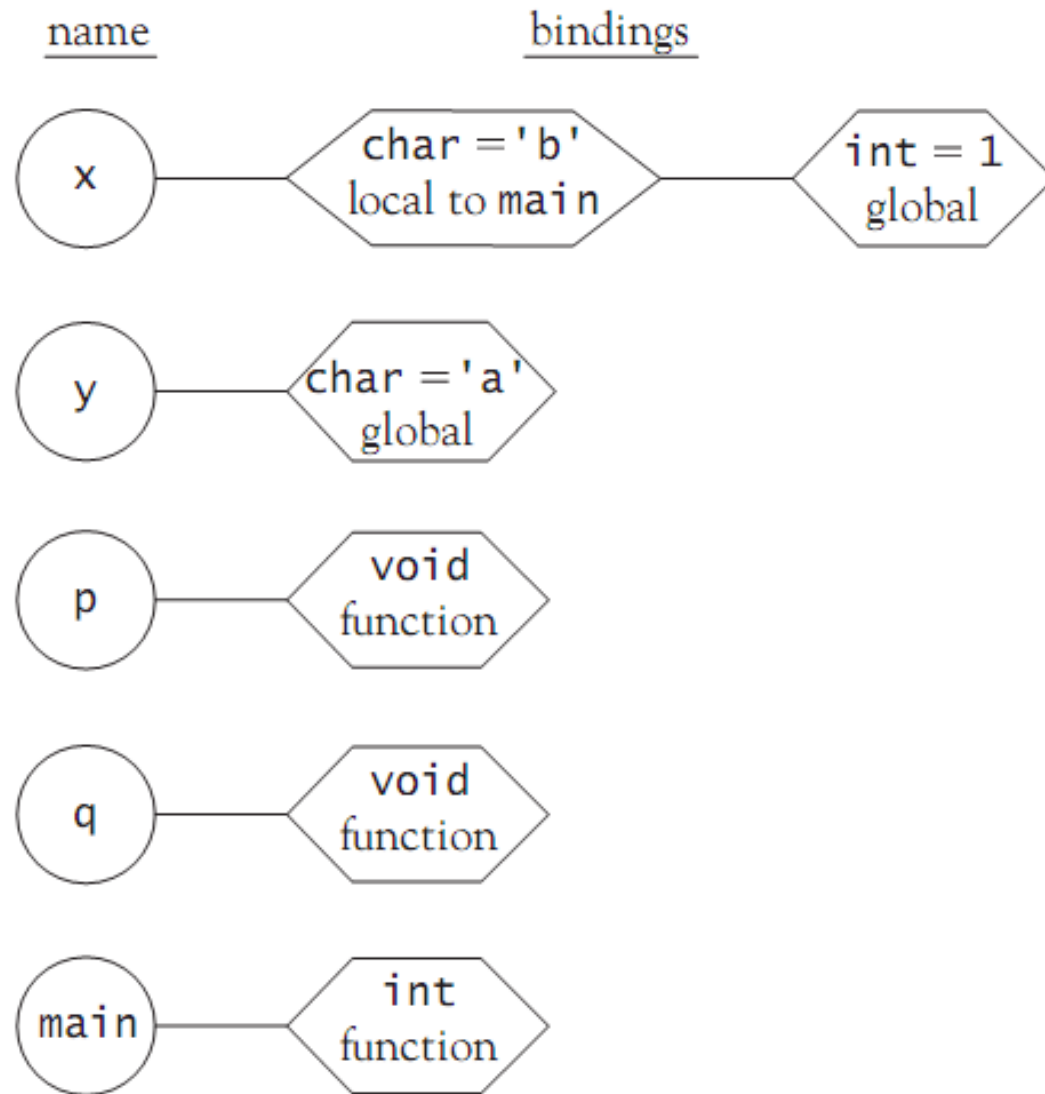 name bindings
x char = 'b' int = 1
local to main global
y char = 'a'
global
p void
function
q void
function
main int
function